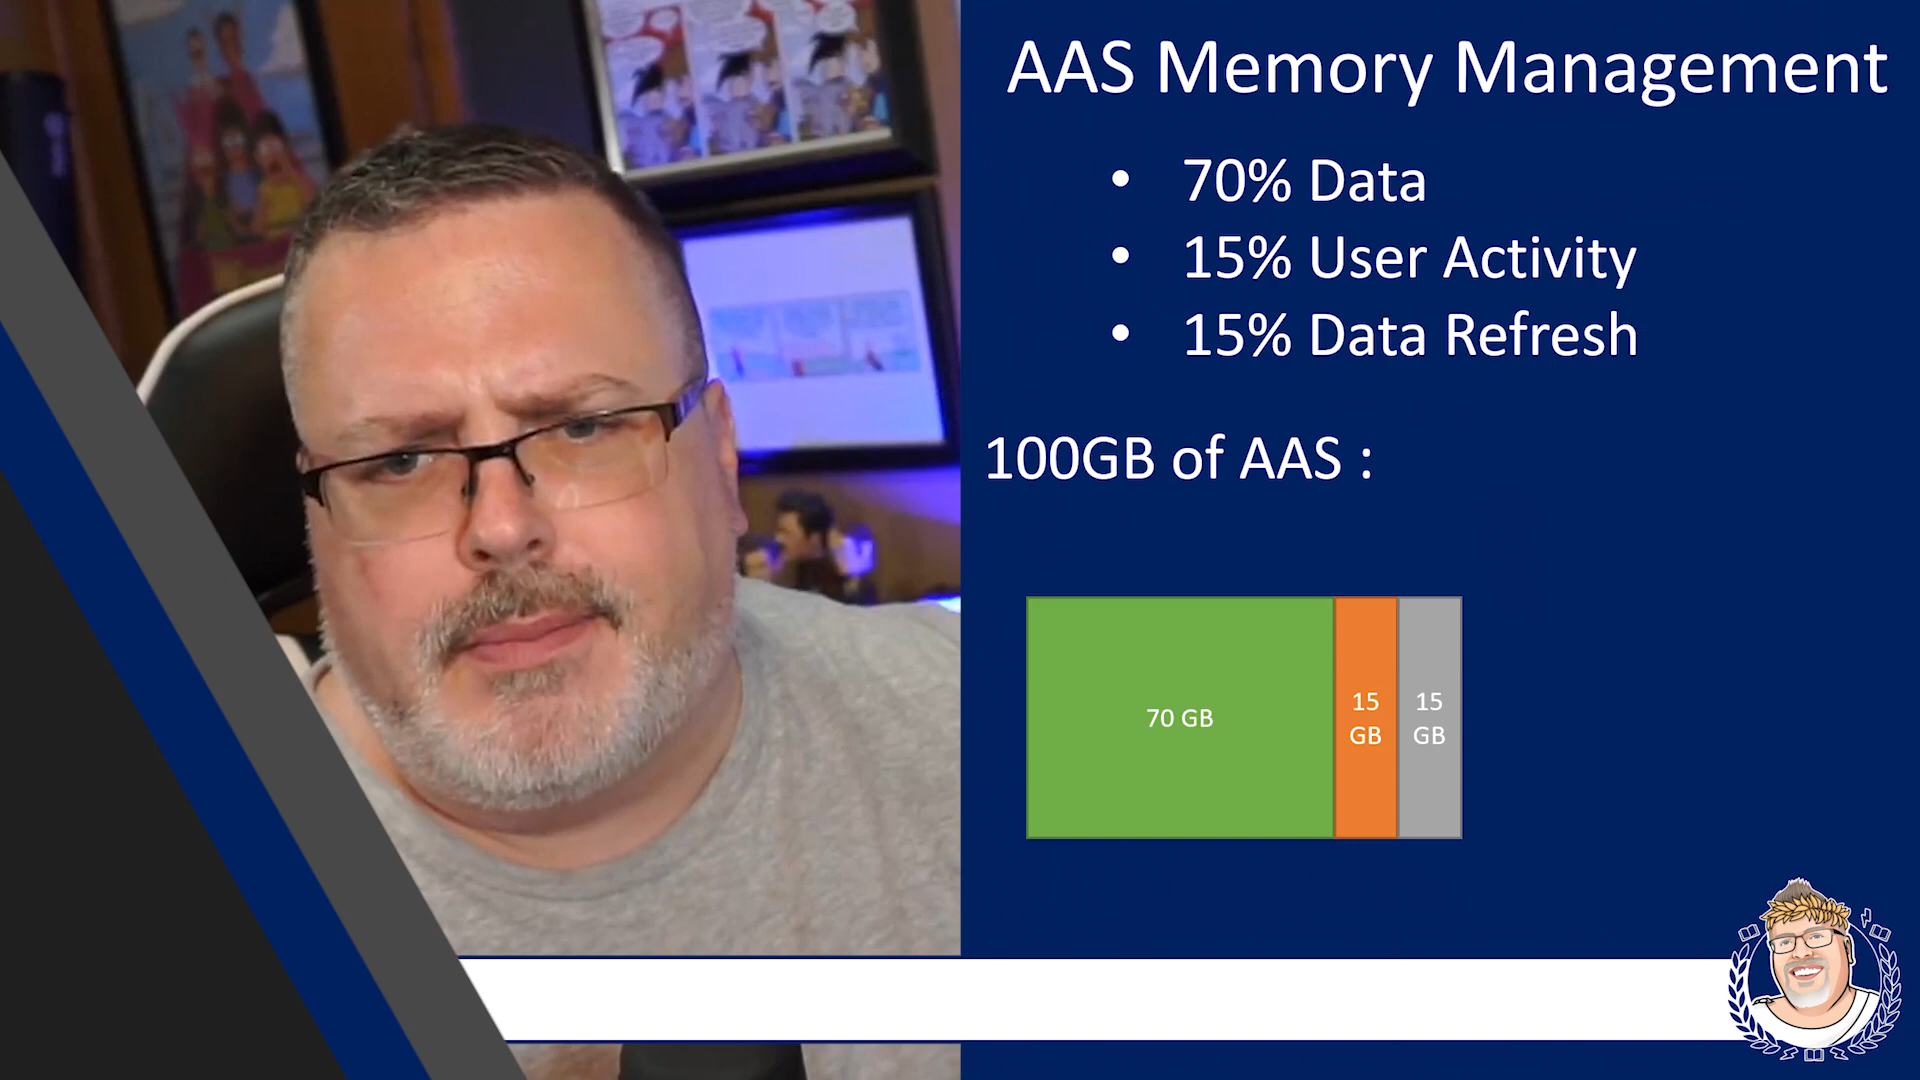 AAS Memory Management
• 70% Data
• 15% User Activity
• 15% Data Refresh
100GB of AAS :
70 GB
15
GB
15
GB